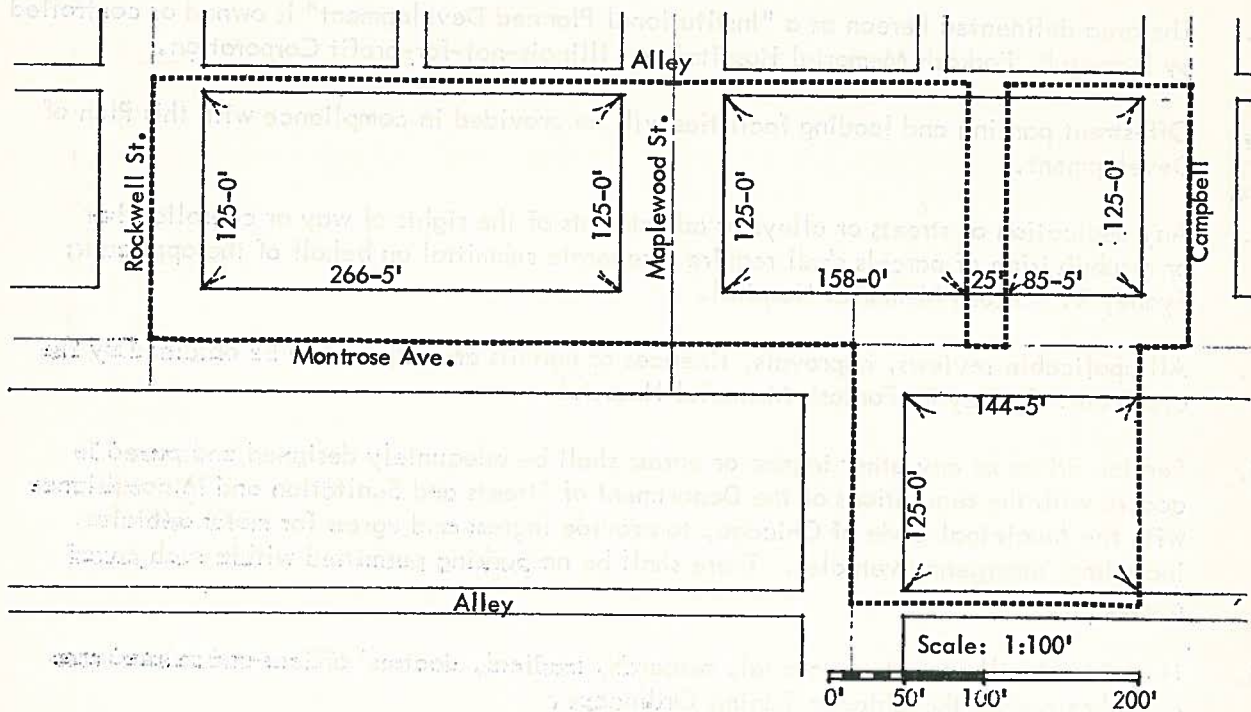 Alley
Rockwell St.
125-0'
125-0'
Maplewood St.
125-0'
125-0'
Campbell
266-5'
158-0'
25'
85-5'
Montrose Ave.
144-5'
125-0'
Alley
Scale: 1:100'
0' 50' 100' 200'